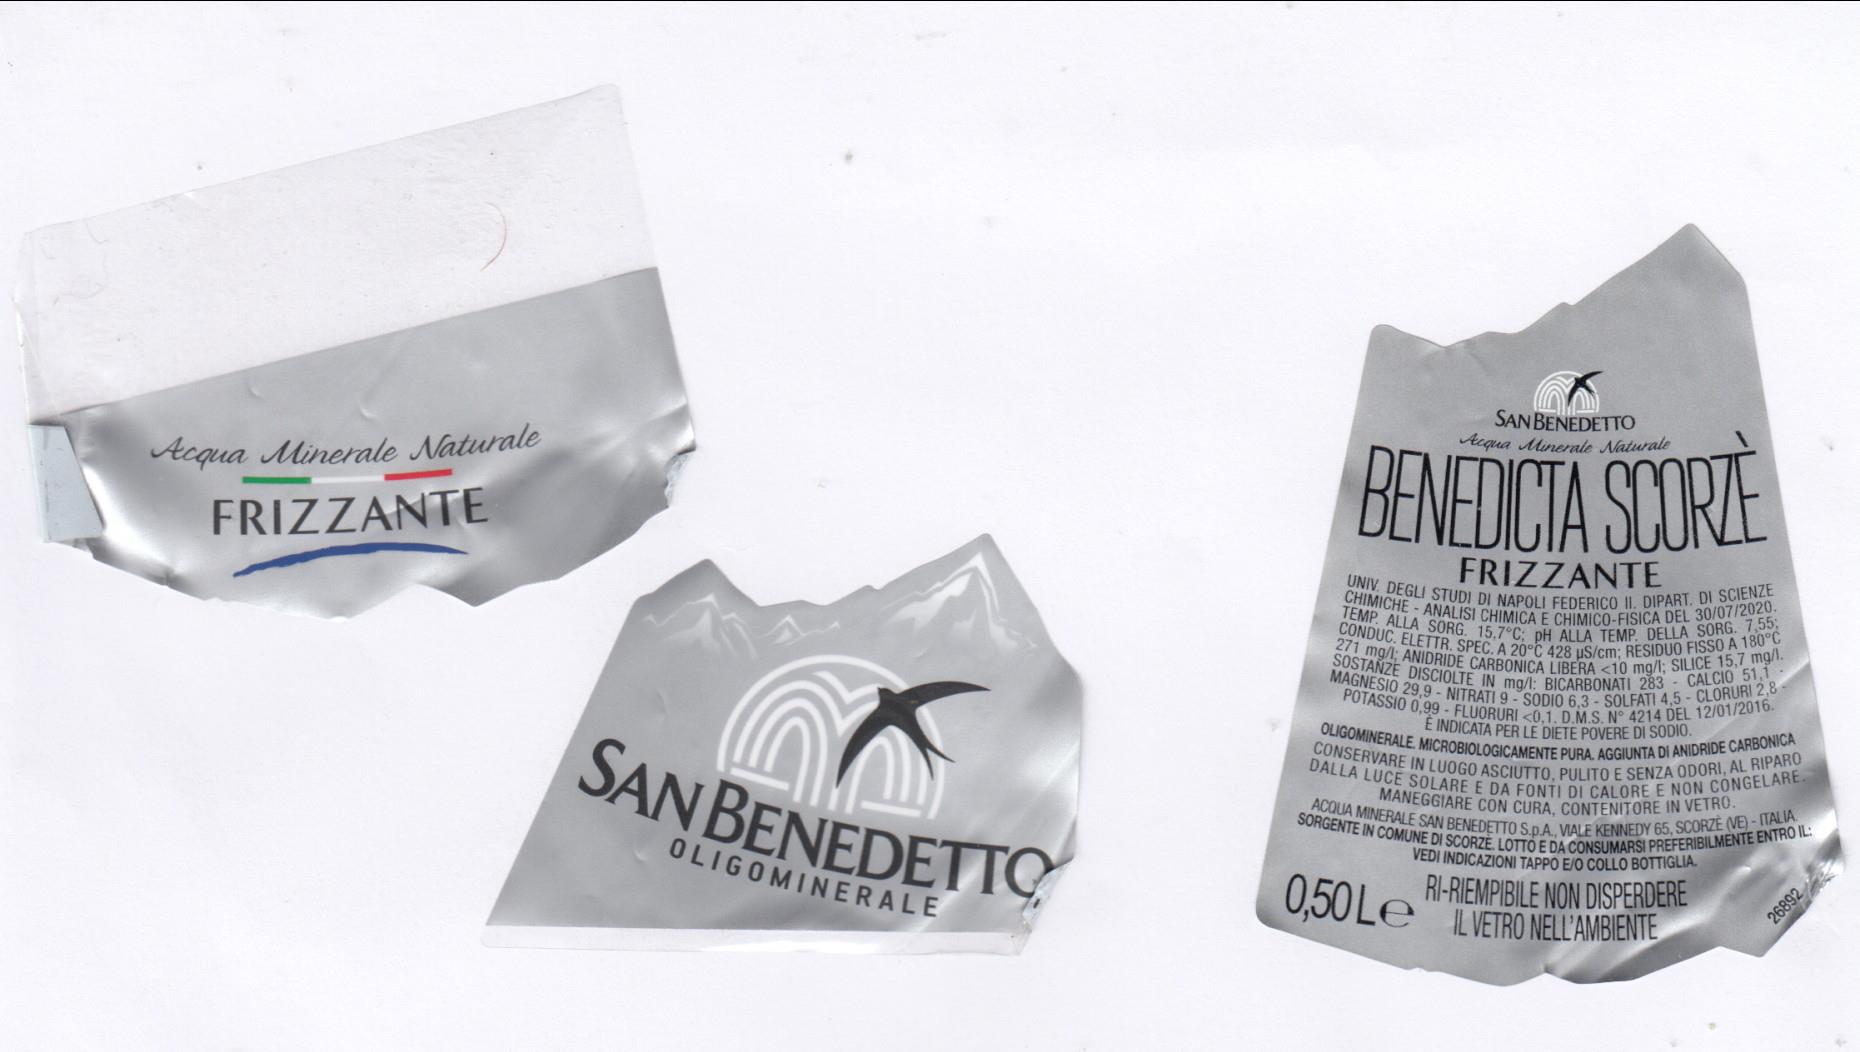 Acqua Minerale Naturale
FRIZZANTE
SAN BENEDETTO
OLIGOMINERALE
SAN BENEDETTO
Acqua Minerale Naturale
BENEDICTA SCORZÈ
FRIZZANTE
UNIV. DEGLI STUDI DI NAPOLI FEDERICO II. DIPART. DI SCIENZE
CHIMICHE - ANALISI CHIMICA E CHIMICO-FISICA DEL 30/07/2020.
TEMP. ALLA SORG. 15,7°C; pH ALLA TEMP. DELLA SORG. 7,55;
CONDUC. ELETTR. SPEC. A 20°C 428 µS/cm; RESIDUO FISSO A 180°C
271 mg/l; ANIDRIDE CARBONICA LIBERA <10 mg/l; SILICE 15,7 mg/l.
SOSTANZE DISCIOLTE IN mg/l: BICARBONATI 283 - CALCIO 51,1 -
MAGNESIO 29,9 - NITRATI 9 - SODIO 6,3 - SOLFATI 4,5 - CLORURI 2,8 -
POTASSIO 0,99 - FLUORURI <0,1. D.M.S. N° 4214 DEL 12/01/2016.
È INDICATA PER LE DIETE POVERE DI SODIO.
OLIGOMINERALE. MICROBIOLOGICAMENTE PURA. AGGIUNTA DI ANIDRIDE CARBONICA
CONSERVARE IN LUOGO ASCIUTTO, PULITO E SENZA ODORI, AL RIPARO
DALLA LUCE SOLARE E DA FONTI DI CALORE E NON CONGELARE.
MANEGGIARE CON CURA, CONTENITORE IN VETRO.
ACQUA MINERALE SAN BENEDETTO S.p.A., VIALE KENNEDY 65, SCORZÈ (VE) - ITALIA.
SORGENTE IN COMUNE DI SCORZÈ. LOTTO E DA CONSUMARSI PREFERIBILMENTE ENTRO IL:
VEDI INDICAZIONI TAPPO E/O COLLO BOTTIGLIA.
0,50 L ℮
RI-RIEMPIBILE NON DISPERDERE
IL VETRO NELL'AMBIENTE
26892